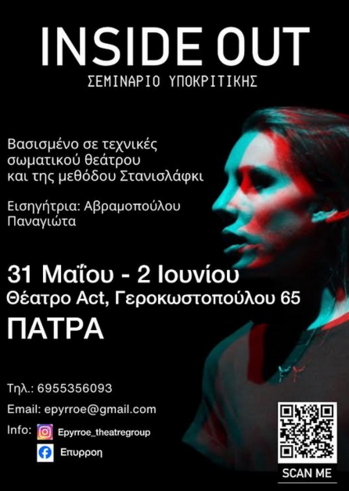 INSIDE OUT
ΣΕΜΙΝΑΡΙΟ ΥΠΟΚΡΙΤΙΚΗΣ
Βασισμένο σε τεχνικές
σωματικού θεάτρου
και της μεθόδου Στανισλάφκι
Εισηγήτρια: Αβραμοπούλου
Παναγιώτα
31 Μαΐου - 2 Ιουνίου
Θέατρο Act, Γεροκωστοπούλου 65
ΠΑΤΡΑ
Τηλ.: 6955356093
Email: epyrroe@gmail.com
Info: Epyrroe_theatregroup
Επυρροη
SCAN ME